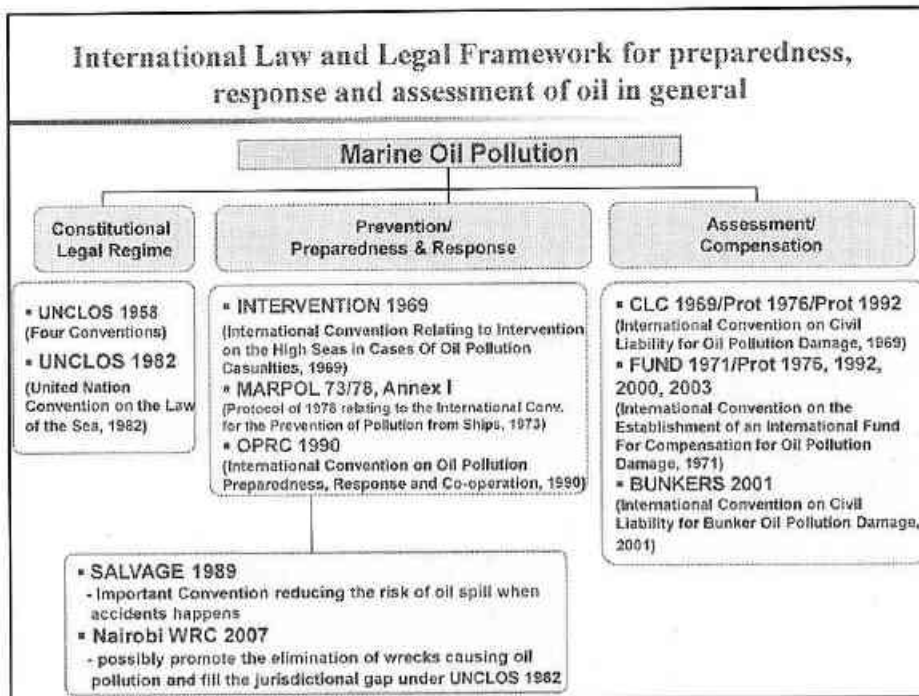 International Law and Legal Framework for preparedness,
response and assessment of oil in general
Marine Oil Pollution
Constitutional
Legal Regime
▪ UNCLOS 1958
(Four Conventions)
▪ UNCLOS 1982
(United Nation
Convention on the Law
of the Sea, 1982)
Prevention/
Preparedness & Response
▪ INTERVENTION 1969
(International Convention Relating to Intervention
on the High Seas in Cases Of Oil Pollution
Casualties, 1969)
▪ MARPOL 73/78, Annex I
(Protocol of 1978 relating to the International Conv.
for the Prevention of Pollution from Ships, 1973)
▪ OPRC 1990
(International Convention on Oil Pollution
Preparedness, Response and Co-operation, 1990)
▪ SALVAGE 1989
- Important Convention reducing the risk of oil spill when
accidents happens
▪ Nairobi WRC 2007
- possibly promote the elimination of wrecks causing oil
pollution and fill the jurisdictional gap under UNCLOS 1982
Assessment/
Compensation
▪ CLC 1969/Prot 1976/Prot 1992
(International Convention on Civil
Liability for Oil Pollution Damage, 1969)
▪ FUND 1971/Prot 1976, 1992,
2000, 2003
(International Convention on the
Establishment of an International Fund
For Compensation for Oil Pollution
Damage, 1971)
▪ BUNKERS 2001
(International Convention on Civil
Liability for Bunker Oil Pollution Damage,
2001)